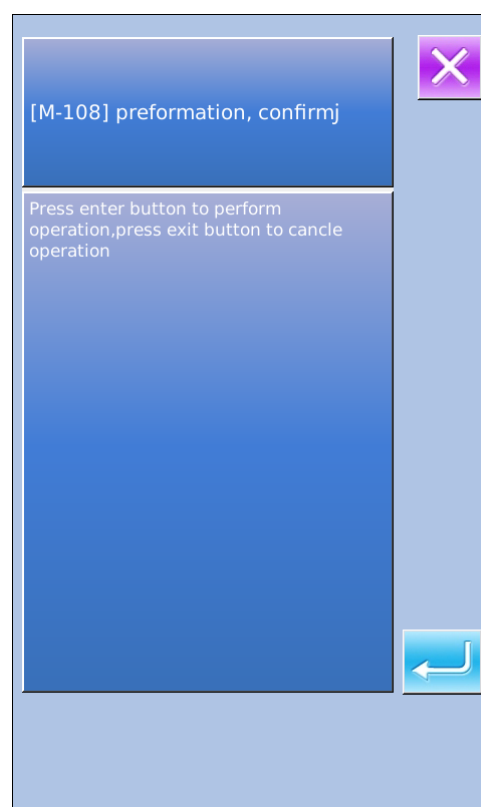 [M-108] preformation, confirmj
Press enter button to perform
operation,press exit button to cancle
operation